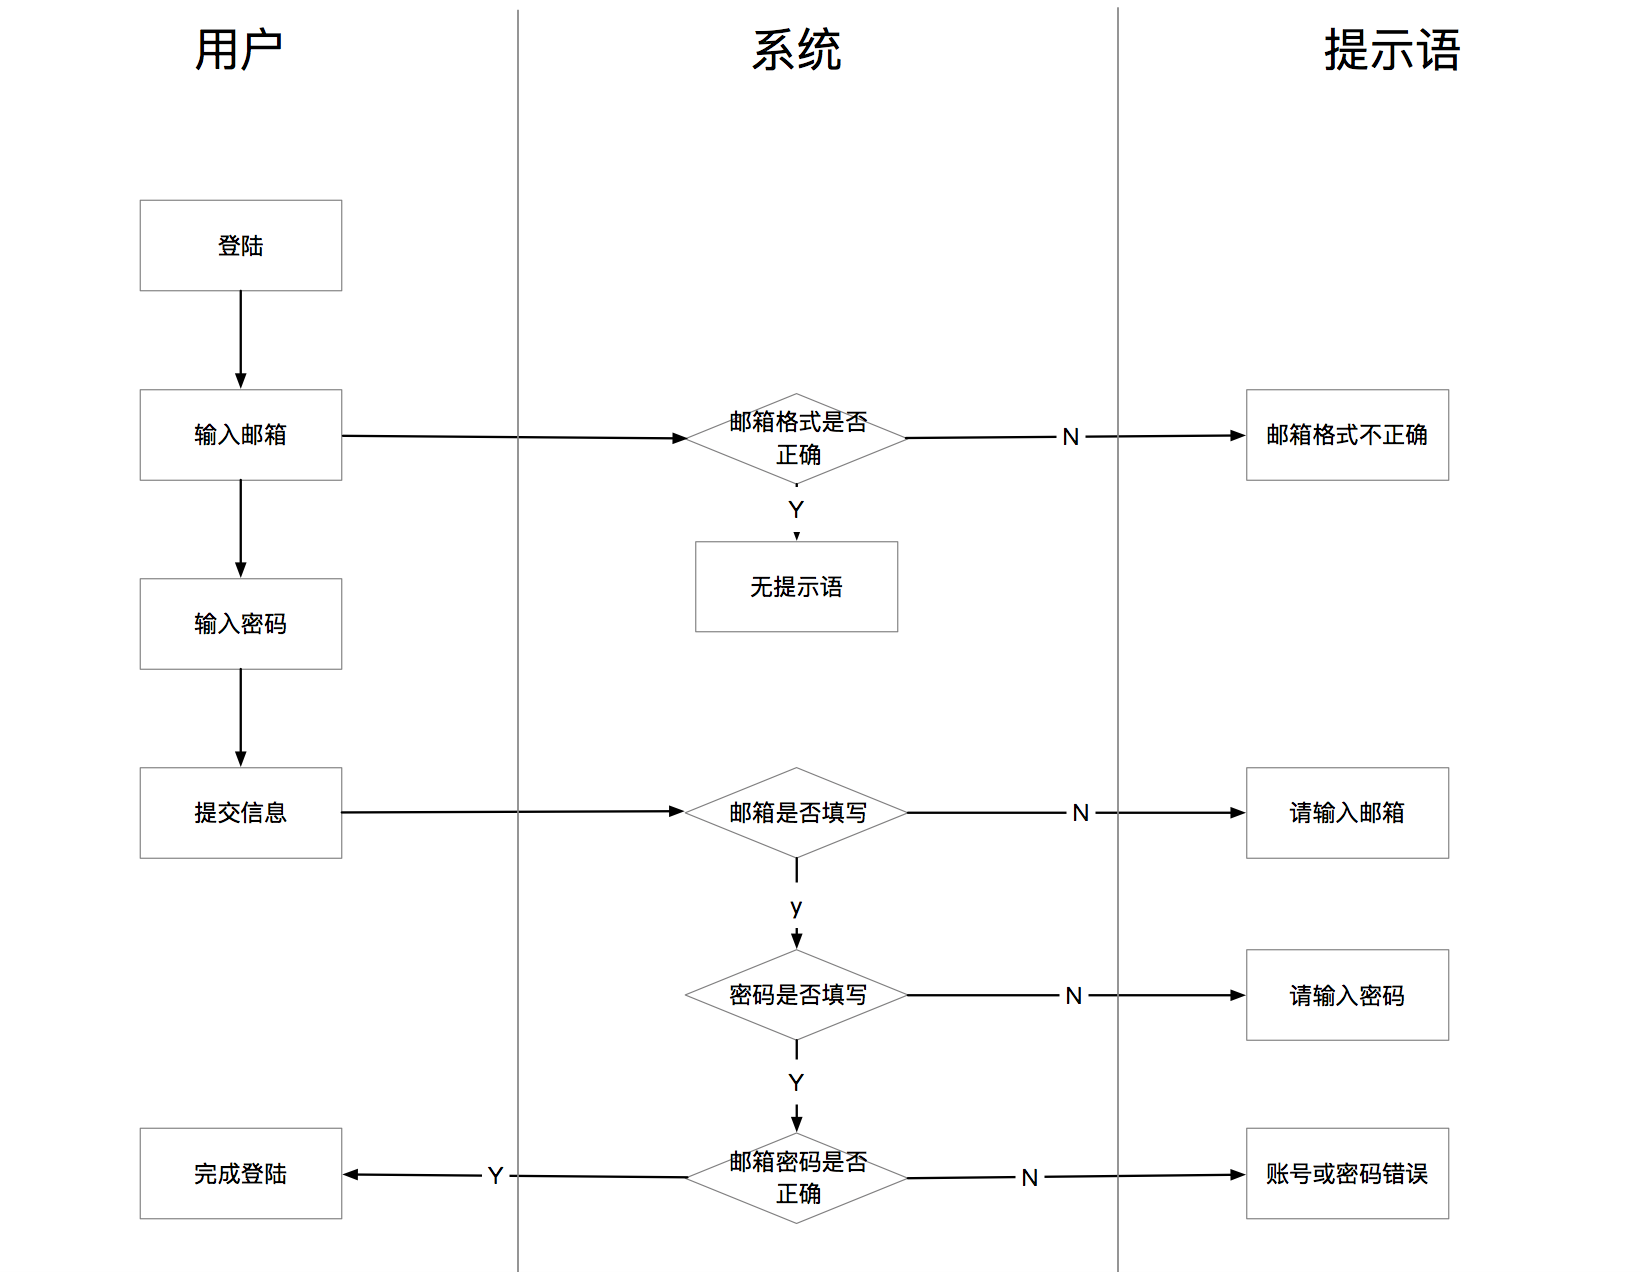 用户
系统
提示语
登陆
输入邮箱
邮箱格式是否
正确
N
邮箱格式不正确
Y
无提示语
输入密码
提交信息
邮箱是否填写
N
请输入邮箱
y
密码是否填写
N
请输入密码
Y
完成登陆
Y
邮箱密码是否
正确
N
账号或密码错误